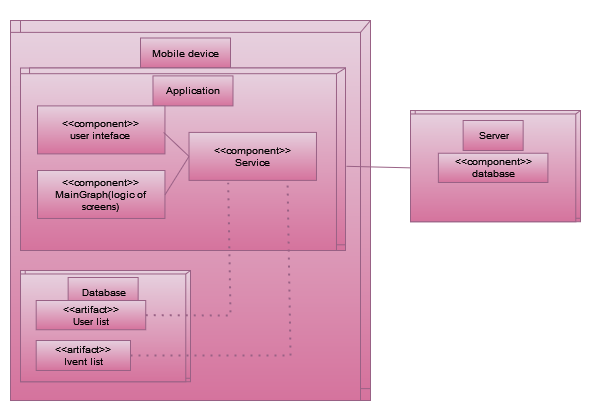 Mobile device
Application
<<component>>
user inteface
<<component>>
Service
<<component>>
MainGraph(logic of
screens)
Database
<<artifact>>
User list
<<artifact>>
Ivent list
Server
<<component>>
database